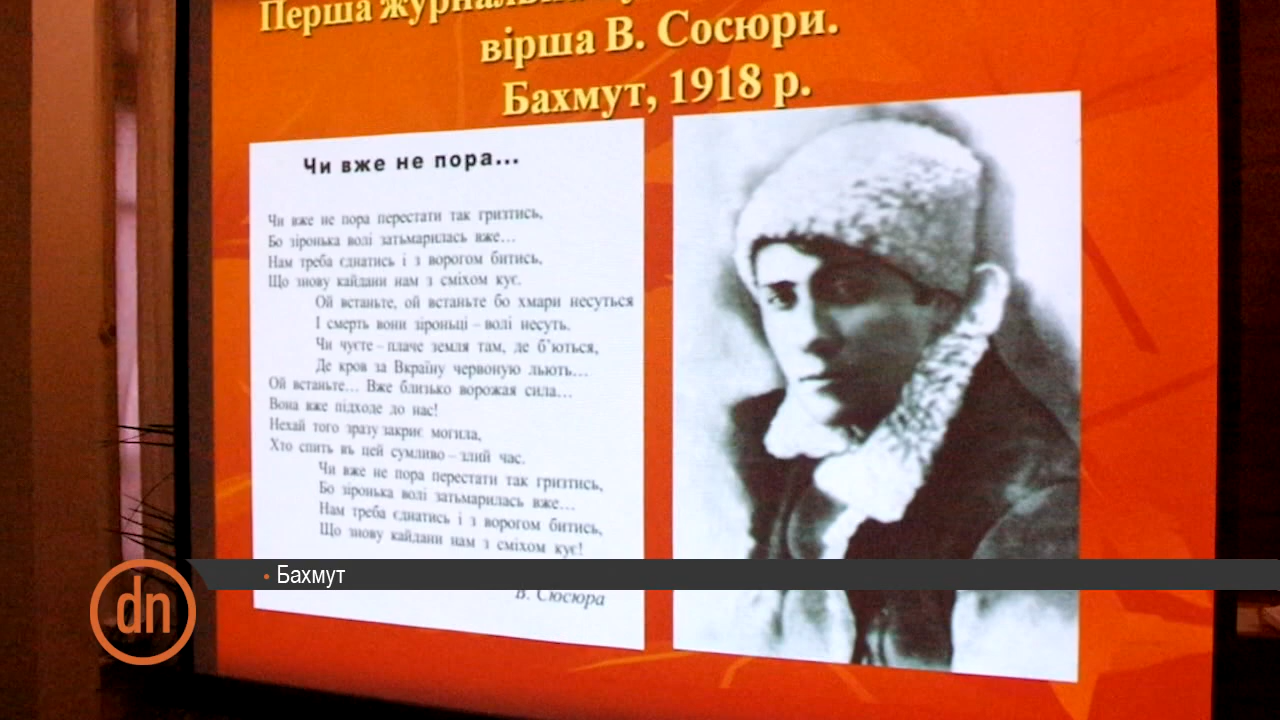 Перша
вірша В. Сосюри.
Бахмут, 1918 р.
Чи вже не пора...
Чи вже не пора перестати так гризтись,
Бо зіронька волі затьмарилась вже...
Нам треба єднатись і з ворогом битись,
Що знову кайдани нам з сміхом кує.
Ой встаньте, ой встаньте бо хмари несуться
І смерть вони зіроньці – волі несуть.
Чи чуєте – плаче земля там, де б'ються,
Де кров за Вкраїну червоную льють...
Ой встаньте... Вже близько ворожая сила...
Вона вже підходе до нас!
Нехай того зразу закриє могила,
Хто спить въ цей сумливо – злий час.
Чи вже не пора перестати так гризтись,
Бо зіронька волі затьмарилась вже...
Нам треба єднатись і з ворогом битись,
Що знову кайдани нам з сміхом кує!
В. Сюсюра
• Бахмут
dn